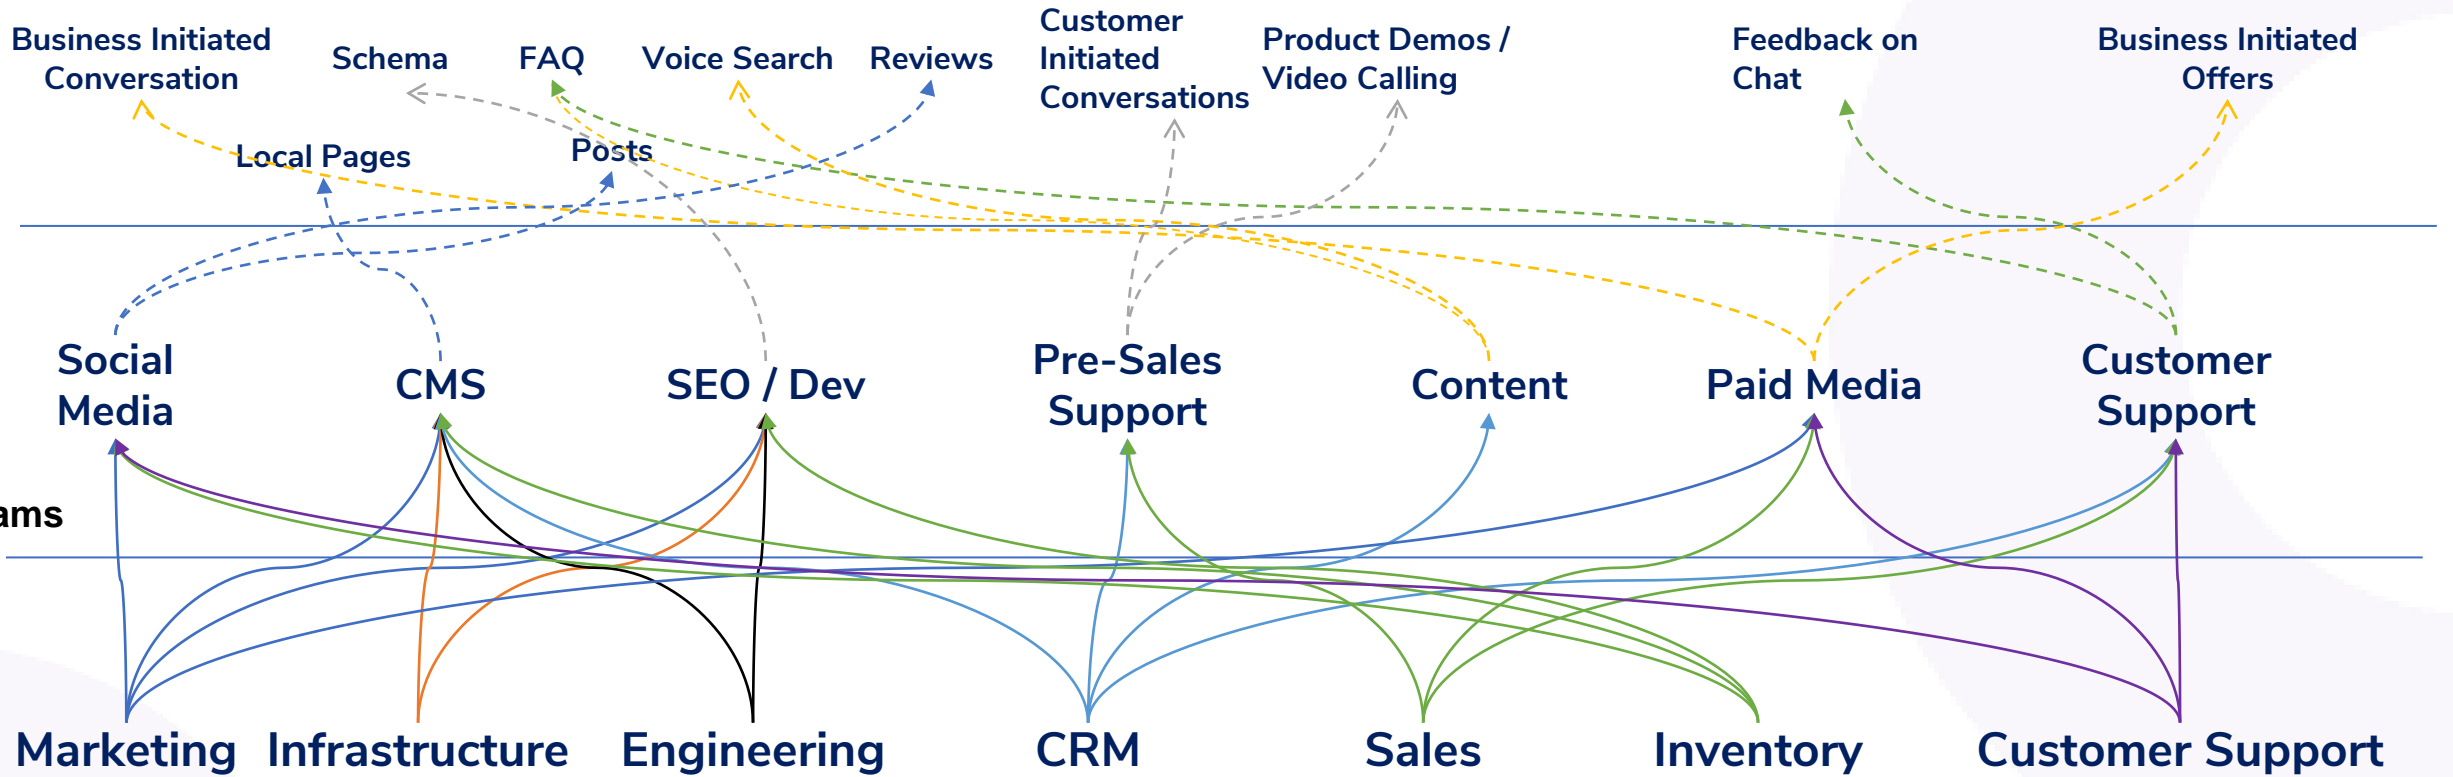 Business Initiated
Conversation
Schema
FAQ
Voice Search
Reviews
Customer
Initiated
Conversations
Product Demos /
Video Calling
Feedback on
Chat
Business Initiated
Offers
Local Pages
Posts
Social
Media
CMS
SEO / Dev
Pre-Sales
Support
Content
Paid Media
Customer
Support
ams
Marketing
Infrastructure
Engineering
CRM
Sales
Inventory
Customer Support